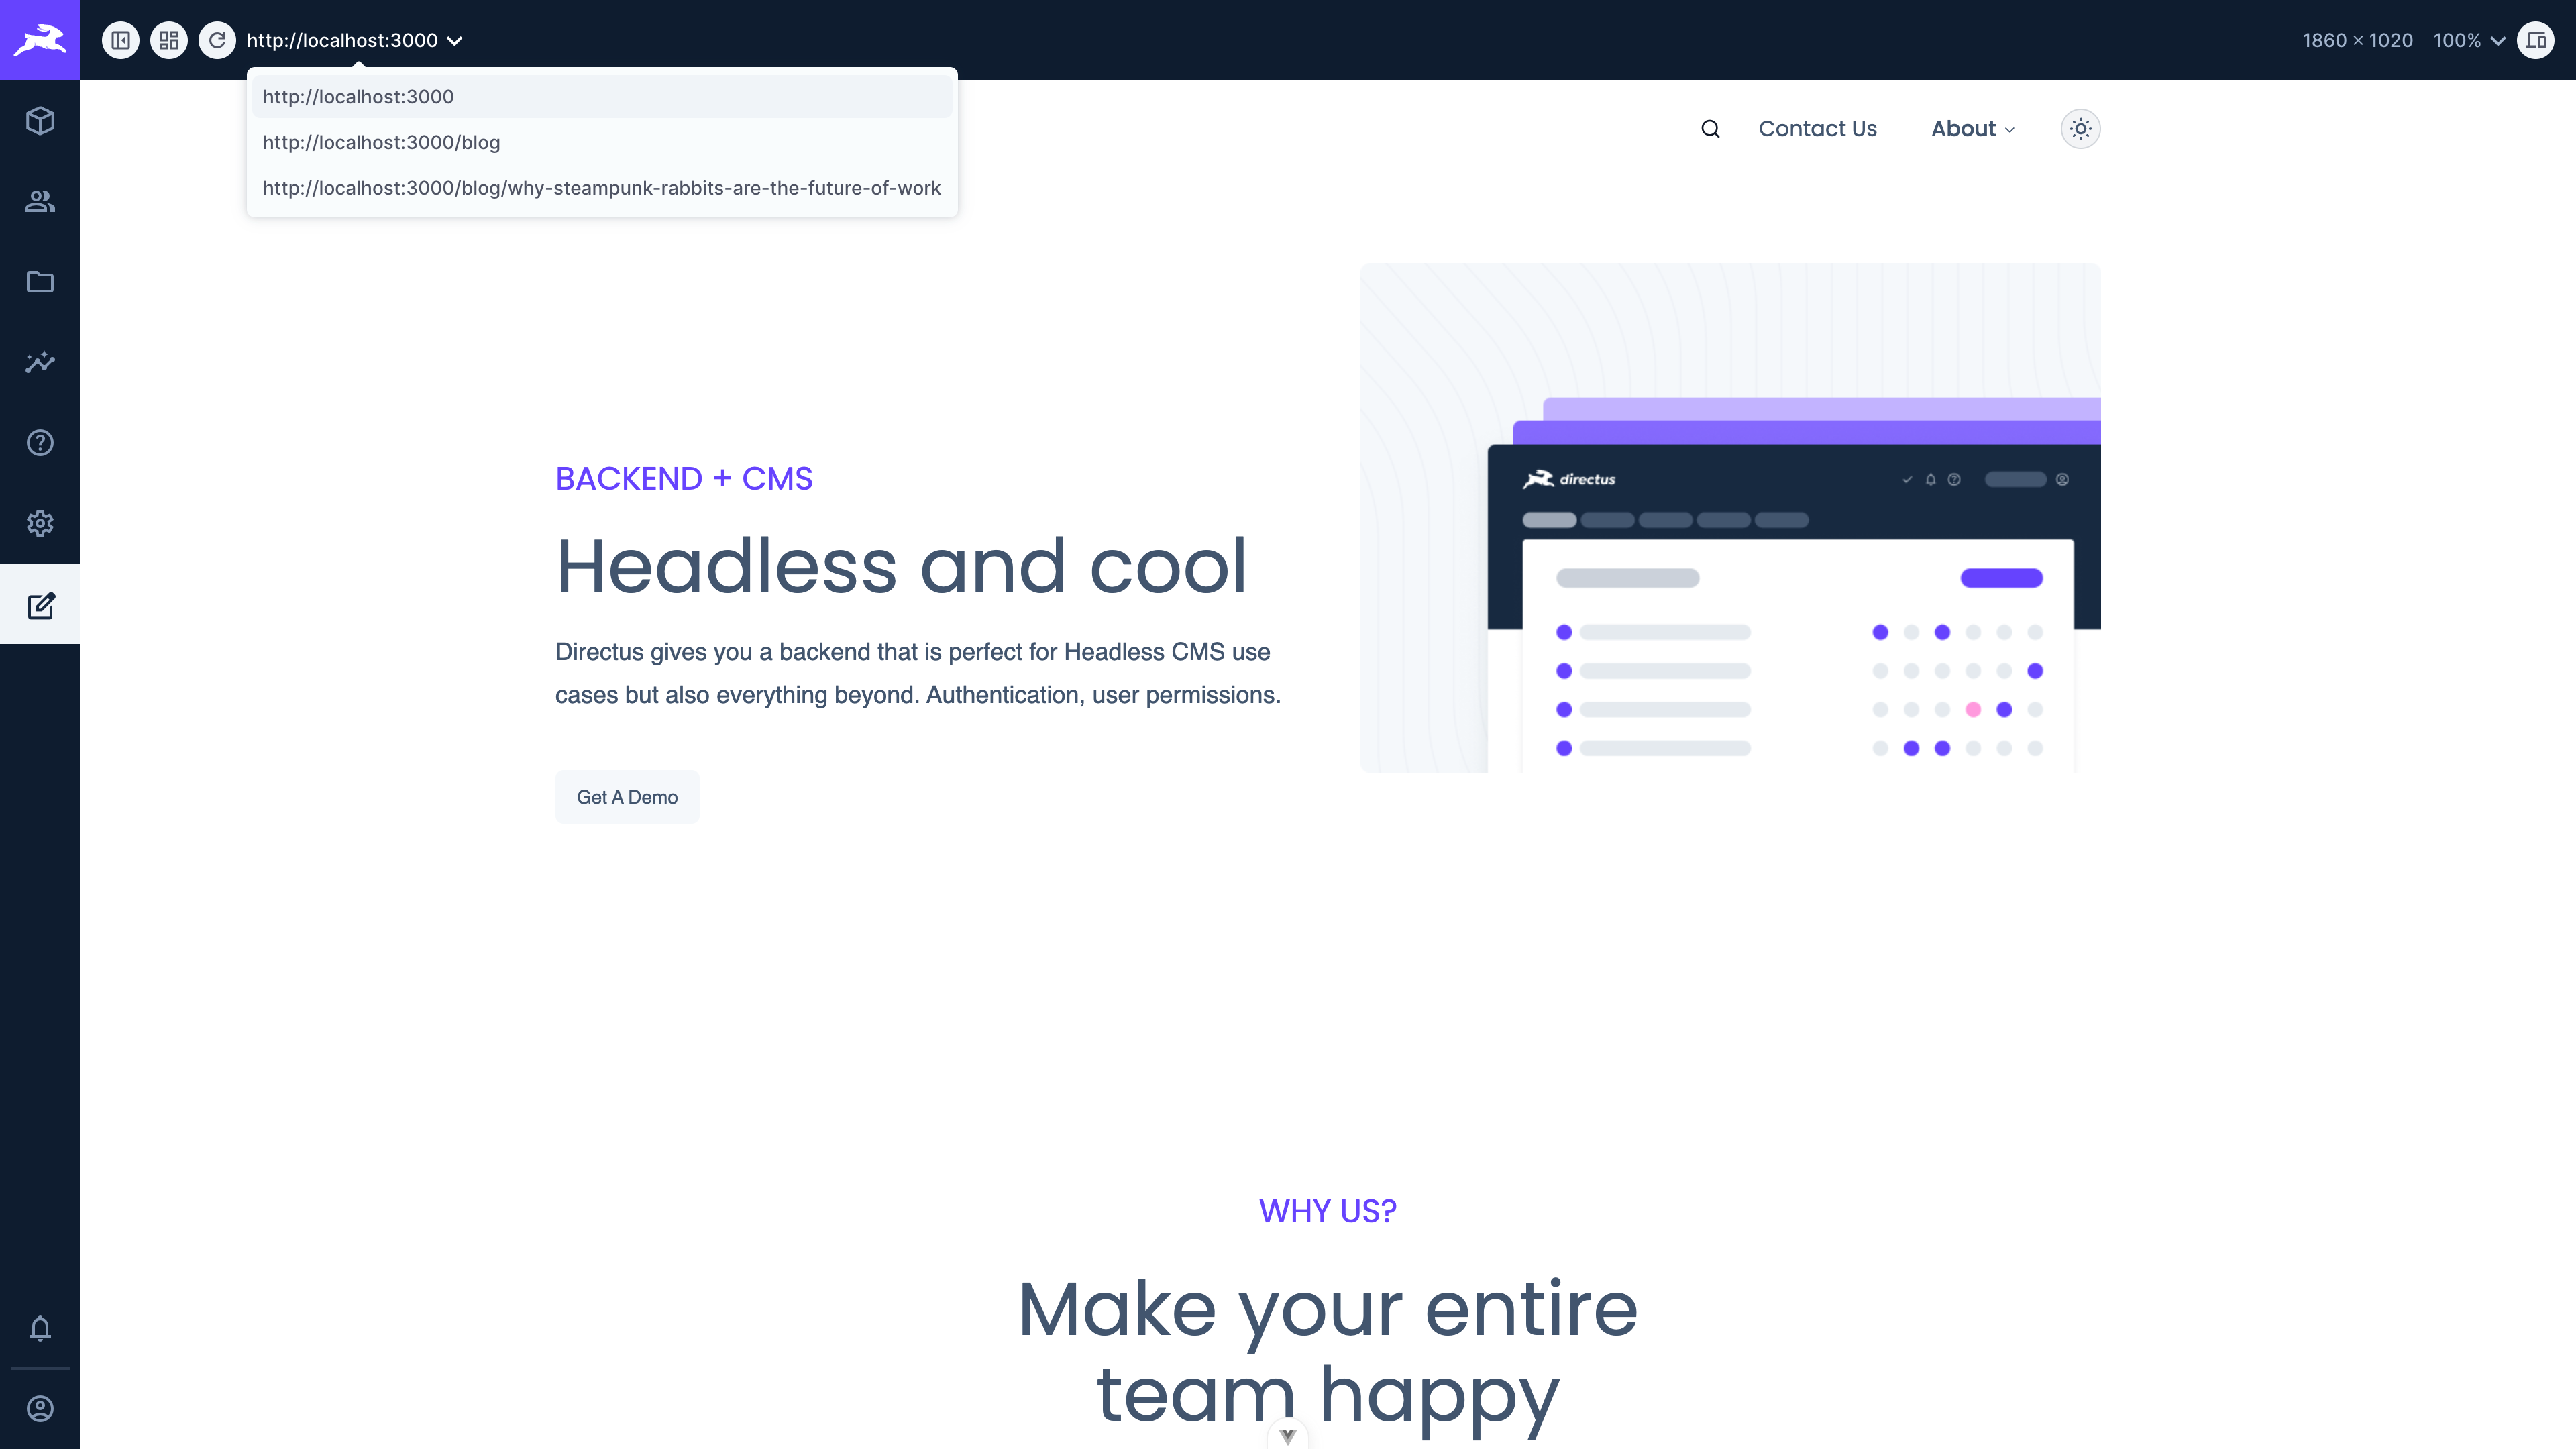 http://localhost:3000
1860 × 1020
100%
http://localhost:3000
http://localhost:3000/blog
http://localhost:3000/blog/why-steampunk-rabbits-are-the-future-of-work
Contact Us
About
BACKEND + CMS
Headless and cool
Directus gives you a backend that is perfect for Headless CMS use
cases but also everything beyond. Authentication, user permissions.
Get A Demo
directus
WHY US?
Make your entire
team happy